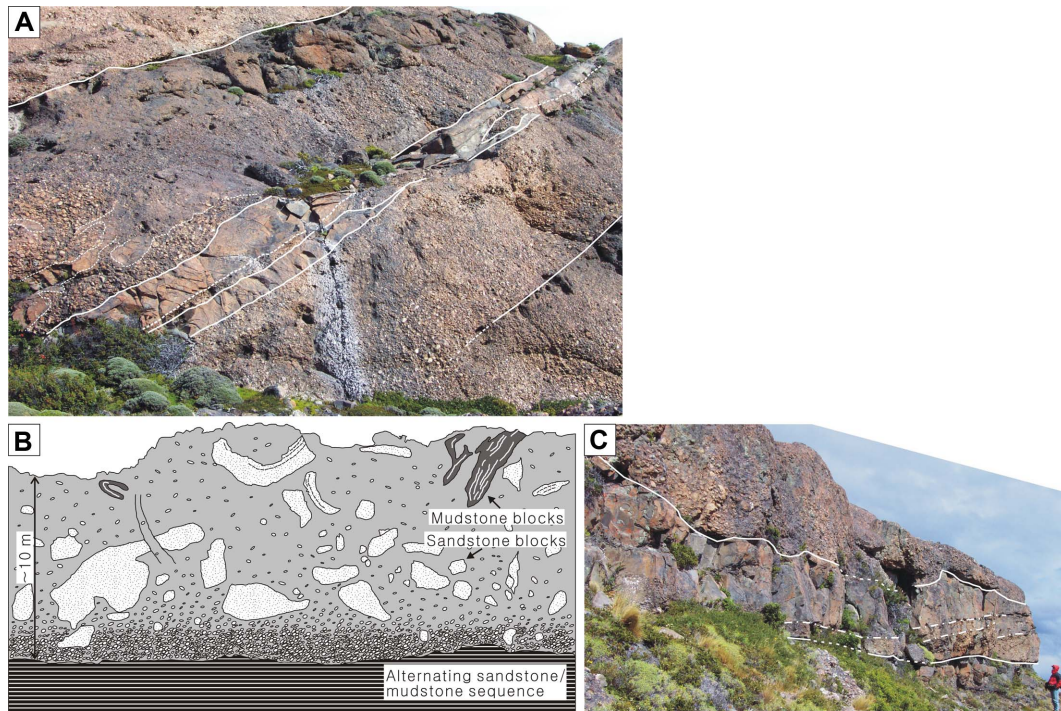 A
B
~10 m
Mudstone blocks
Sandstone blocks
Alternating sandstone/
mudstone sequence
C